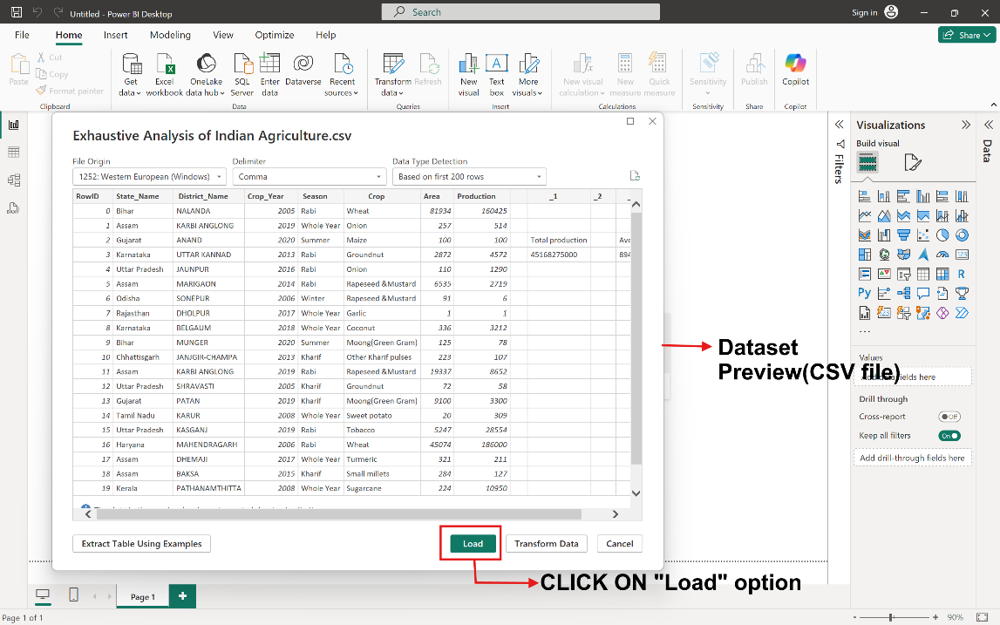 Untitled - Power BI Desktop
Search
Sign in
File Home Insert Modeling View Optimize Help
Share
Paste
Cut
Copy
Format painter
Clipboard
Get data
Excel workbook
OneLake data hub
SQL Server
Enter data
Dataverse
Recent sources
Data
Transform data
Refresh
Queries
New visual
Text box
More visuals
Insert
New visual calculation
New measure
Quick measure
Calculations
Sensitivity
Sensitivity
Publish
Share
Copilot
Copilot
Exhaustive Analysis of Indian Agriculture.csv
File Origin Delimiter Data Type Detection
1252: Western European (Windows) Comma Based on first 200 rows
RowID State_Name District_Name Crop_Year Season Crop Area Production _1 _2
0 Bihar NALANDA 2005 Rabi Wheat 81934 160425
1 Assam KARBI ANGLONG 2019 Whole Year Onion 257 514
2 Gujarat ANAND 2020 Summer Maize 100 100 Total production Ave
3 Karnataka UTTAR KANNAD 2013 Rabi Groundnut 2872 4572 45168275000 894
4 Uttar Pradesh JAUNPUR 2016 Rabi Onion 110 1290
5 Assam MARIGAON 2014 Rabi Rapeseed &Mustard 6535 2719
6 Odisha SONEPUR 2006 Winter Rapeseed &Mustard 91 6
7 Rajasthan DHOLPUR 2017 Whole Year Garlic 1 1
8 Karnataka BELGAUM 2018 Whole Year Coconut 336 3212
9 Bihar MUNGER 2020 Summer Moong(Green Gram) 125 78
10 Chhattisgarh JANJGIR-CHAMPA 2013 Kharif Other Kharif pulses 223 107
11 Assam KARBI ANGLONG 2019 Rabi Rapeseed &Mustard 19337 8652
12 Uttar Pradesh SHRAVASTI 2005 Kharif Groundnut 72 58
13 Gujarat PATAN 2019 Kharif Moong(Green Gram) 9100 3300
14 Tamil Nadu KARUR 2008 Whole Year Sweet potato 20 309
15 Uttar Pradesh KASGANJ 2019 Rabi Tobacco 5247 28554
16 Haryana MAHENDRAGARH 2006 Rabi Wheat 45074 186000
17 Assam DHEMAJI 2017 Whole Year Turmeric 321 211
18 Assam BAKSA 2015 Kharif Small millets 284 127
19 Kerala PATHANAMTHITTA 2008 Whole Year Sugarcane 224 10950
Extract Table Using Examples Load Transform Data Cancel
Dataset
Preview(CSV file)
CLICK ON "Load" option
Filters
Visualizations
Build visual
R
Py
123
Values
Add data fields here
Drill through
Cross-report Off
Keep all filters On
Add drill-through fields here
Data
Page 1
Page 1 of 1
90%